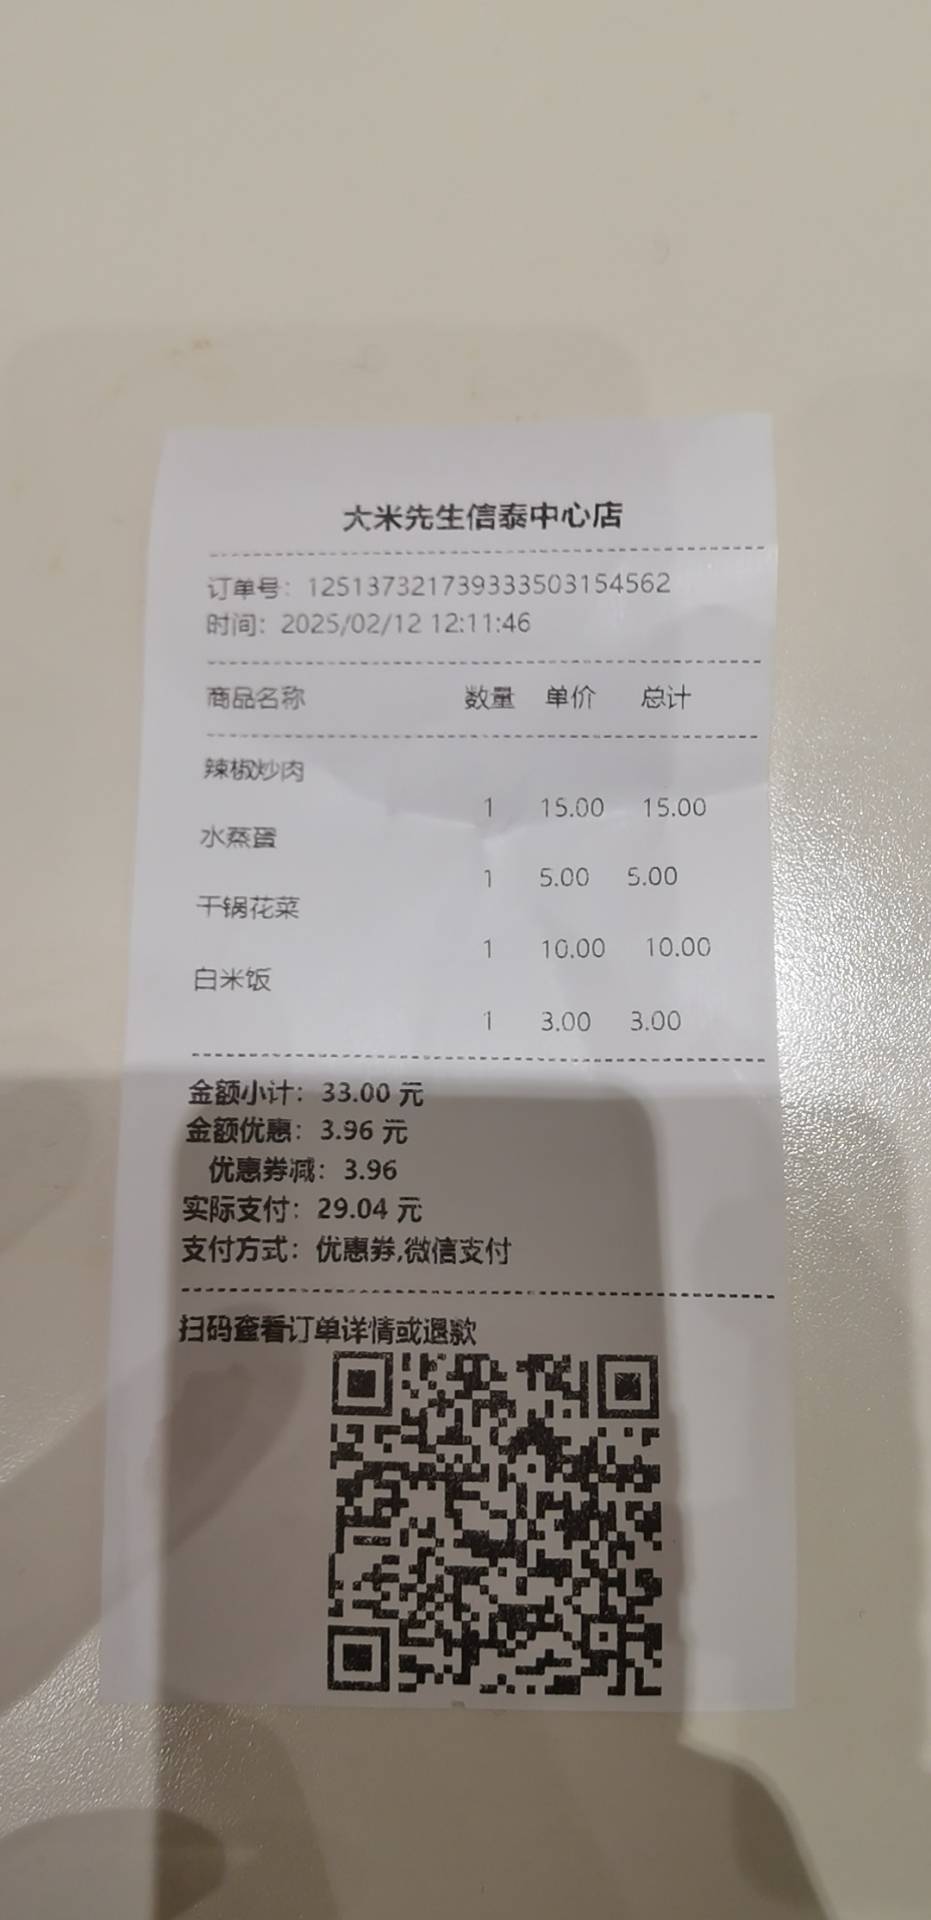 大米先生信泰中心店
订单号：1251373217393335031545​62
时间：2025/02/12 12:11:46
商品名称 数量 单价 总计
辣椒炒肉
1 15.00 15.00
水蒸蛋
1 5.00 5.00
干锅花菜
1 10.00 10.00
白米饭
1 3.00 3.00
金额小计：33.00 元
金额优惠：3.96 元
优惠券减：3.96
实际支付：29.04 元
支付方式：优惠券,微信支付
扫码查看订单详情或退款